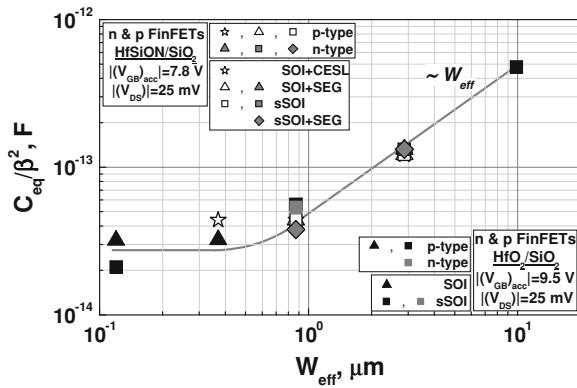 10⁻¹²
n & p FinFETs
HfSiON/SiO₂
|(V_GB)_acc|=7.8 V
|(V_DS)|=25 mV
, , p-type
, , n-type
SOI+CESL
, SOI+SEG
, sSOI
sSOI+SEG
~ W_eff
C_eq/β², F
10⁻¹³
, p-type
n-type
SOI
, sSOI
n & p FinFETs
HfO₂/SiO₂
|(V_GB)_acc|=9.5 V
|(V_DS)|=25 mV
10⁻¹⁴
10⁻¹ 10⁰ 10¹
W_eff, μm